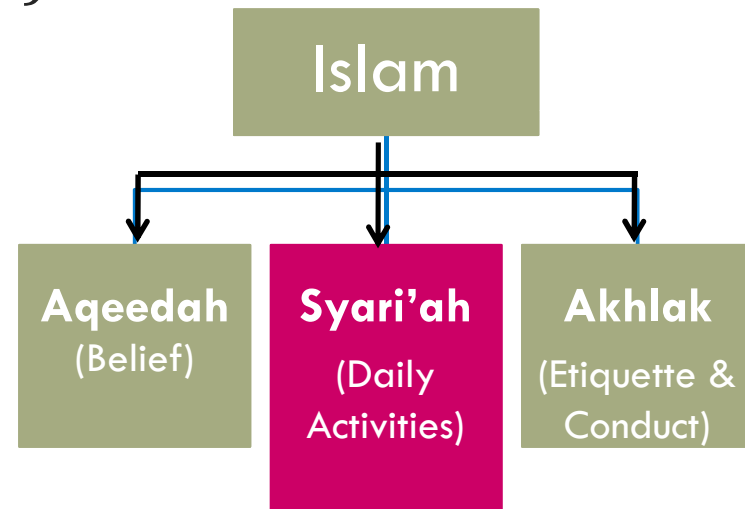 Islam
Aqeedah
(Belief)
Syari’ah
(Daily
Activities)
Akhlak
(Etiquette &
Conduct)